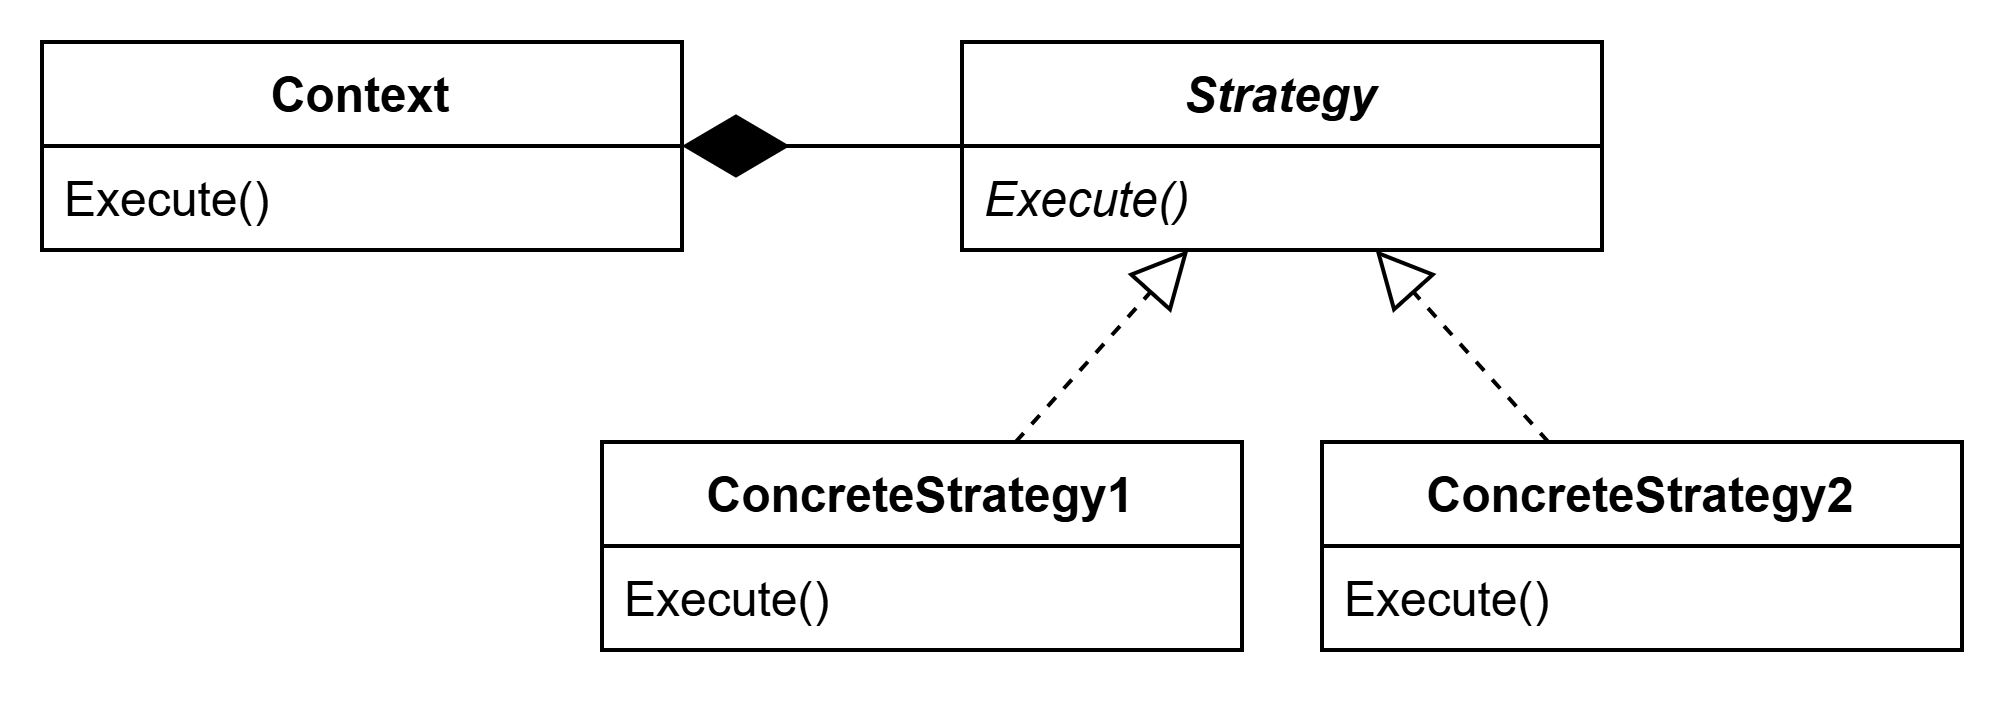 Context
Execute()
Strategy
Execute()
ConcreteStrategy1
Execute()
ConcreteStrategy2
Execute()